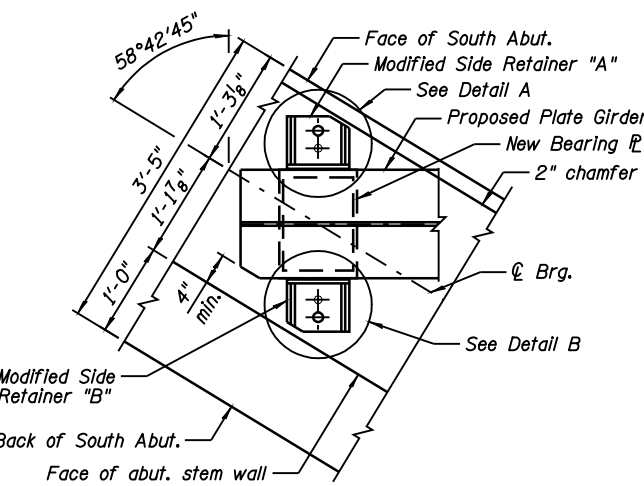 58°42'45"
Face of South Abut.
Modified Side Retainer "A"
See Detail A
Proposed Plate Girder
New Bearing ℄
2" chamfer
1'-3⅛"
3'-5"
1'-1⅞"
1'-0"
4"
min.
℄ Brg.
See Detail B
Modified Side
Retainer "B"
Back of South Abut.
Face of abut. stem wall